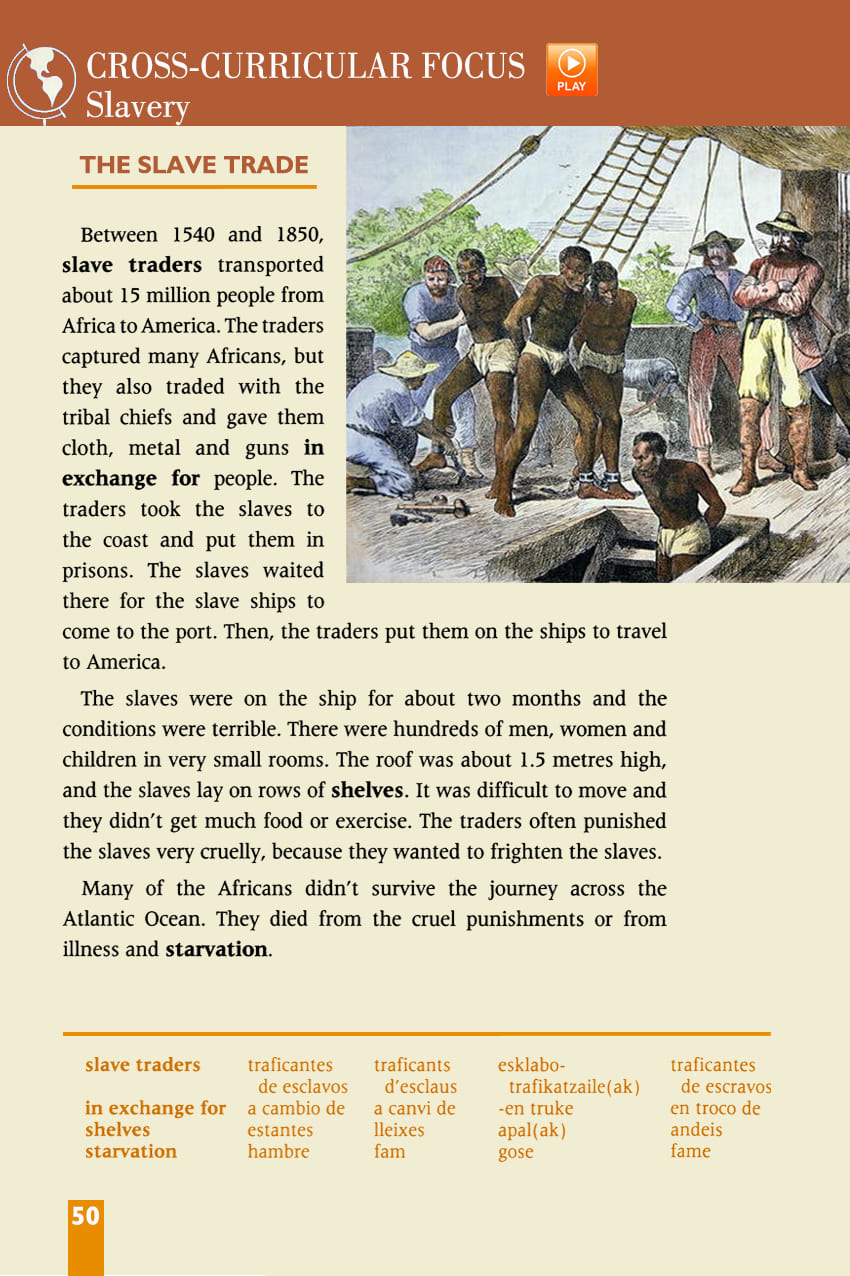 CROSS-CURRICULAR FOCUS
PLAY
Slavery
THE SLAVE TRADE
Between 1540 and 1850,
slave traders transported
about 15 million people from
Africa to America. The traders
captured many Africans, but
they also traded with the
tribal chiefs and gave them
cloth, metal and guns in
exchange for people. The
traders took the slaves to
the coast and put them in
prisons. The slaves waited
there for the slave ships to
come to the port. Then, the traders put them on the ships to travel
to America.
The slaves were on the ship for about two months and the
conditions were terrible. There were hundreds of men, women and
children in very small rooms. The roof was about 1.5 metres high,
and the slaves lay on rows of shelves. It was difficult to move and
they didn't get much food or exercise. The traders often punished
the slaves very cruelly, because they wanted to frighten the slaves.
Many of the Africans didn't survive the journey across the
Atlantic Ocean. They died from the cruel punishments or from
illness and starvation.
slave traders traficantes traficants esklabo- traficantes
de esclavos d'esclaus trafikatzaile(ak) de escravos
in exchange for a cambio de a canvi de -en truke en troco de
shelves estantes lleixes apal(ak) andeis
starvation hambre fam gose fame
50